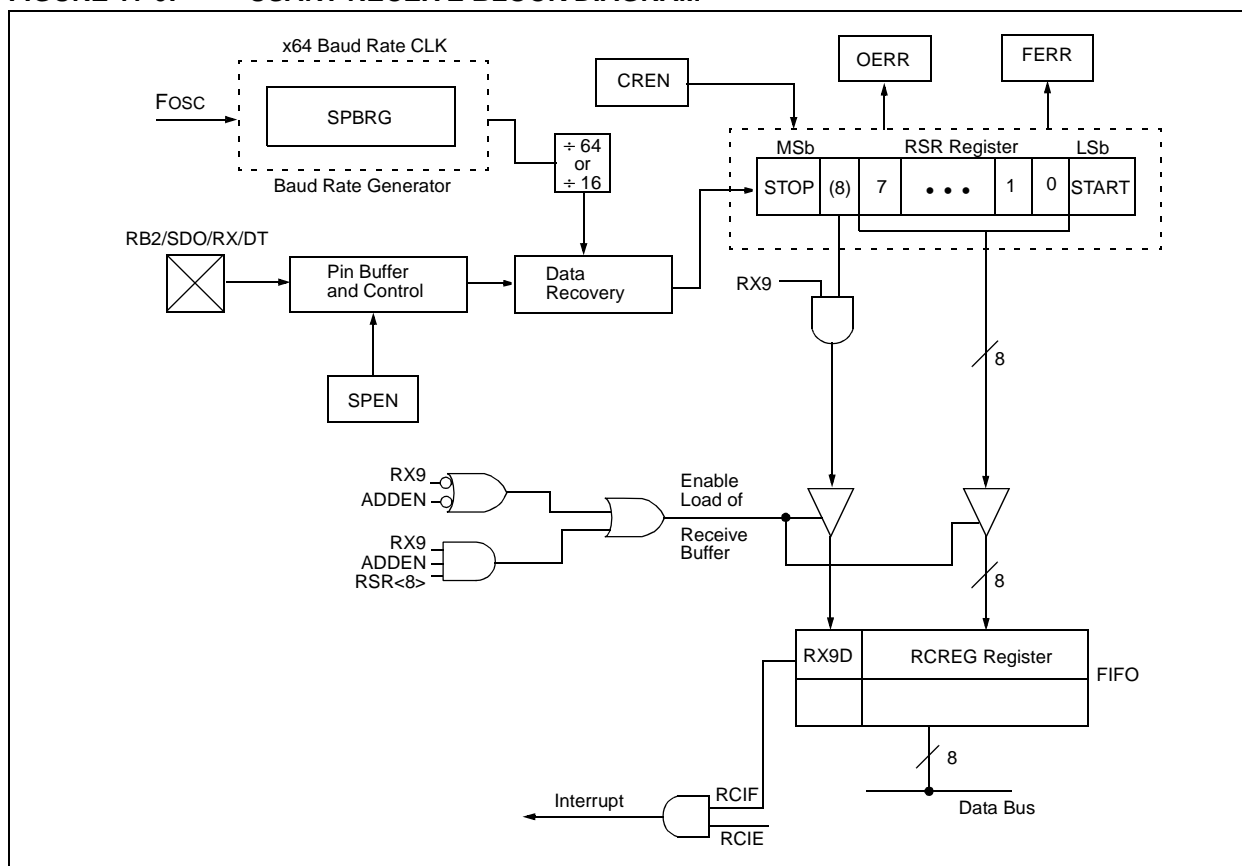 x64 Baud Rate CLK
FOSC
SPBRG
Baud Rate Generator
÷ 64
or
÷ 16
CREN
OERR
FERR
MSb
RSR Register
LSb
STOP
(8)
7
• • •
1
0
START
RB2/SDO/RX/DT
Pin Buffer
and Control
Data
Recovery
RX9
SPEN
8
RX9
ADDEN
RX9
ADDEN
RSR<8>
Enable
Load of
Receive
Buffer
8
RX9D
RCREG Register
FIFO
8
Data Bus
Interrupt
RCIF
RCIE